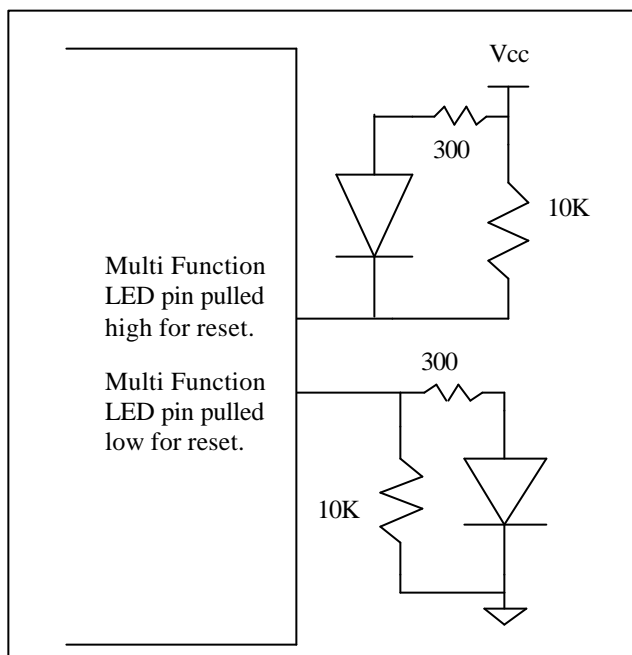 Vcc
300
10K
Multi Function
LED pin pulled
high for reset.
Multi Function
LED pin pulled
low for reset.
300
10K